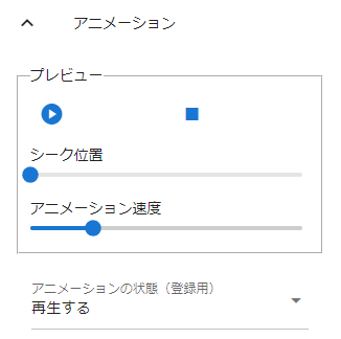 アニメーション
プレビュー
シーク位置
アニメーション速度
アニメーションの状態（登録用）
再生する